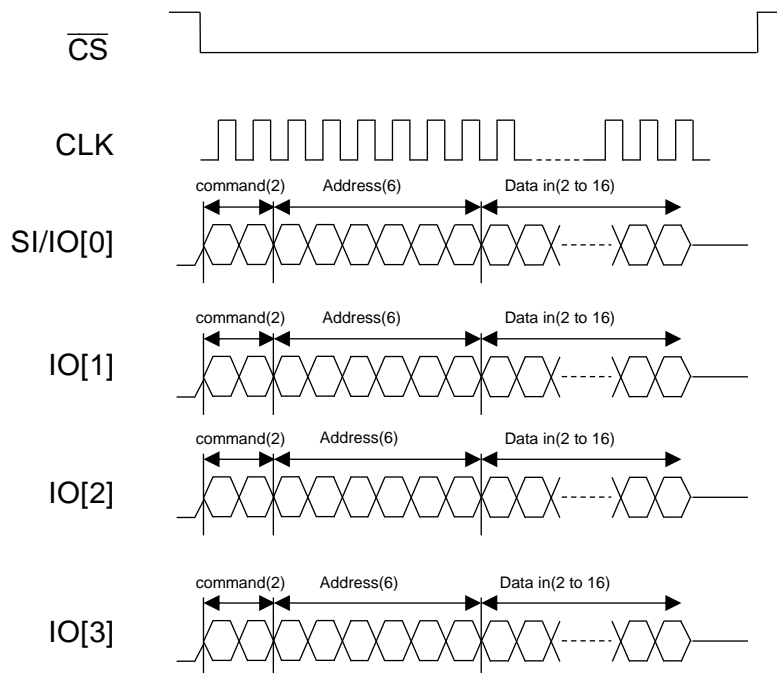 C̅S̅
CLK
command(2) Address(6) Data in(2 to 16)
SI/IO[0]
command(2) Address(6) Data in(2 to 16)
IO[1]
command(2) Address(6) Data in(2 to 16)
IO[2]
command(2) Address(6) Data in(2 to 16)
IO[3]